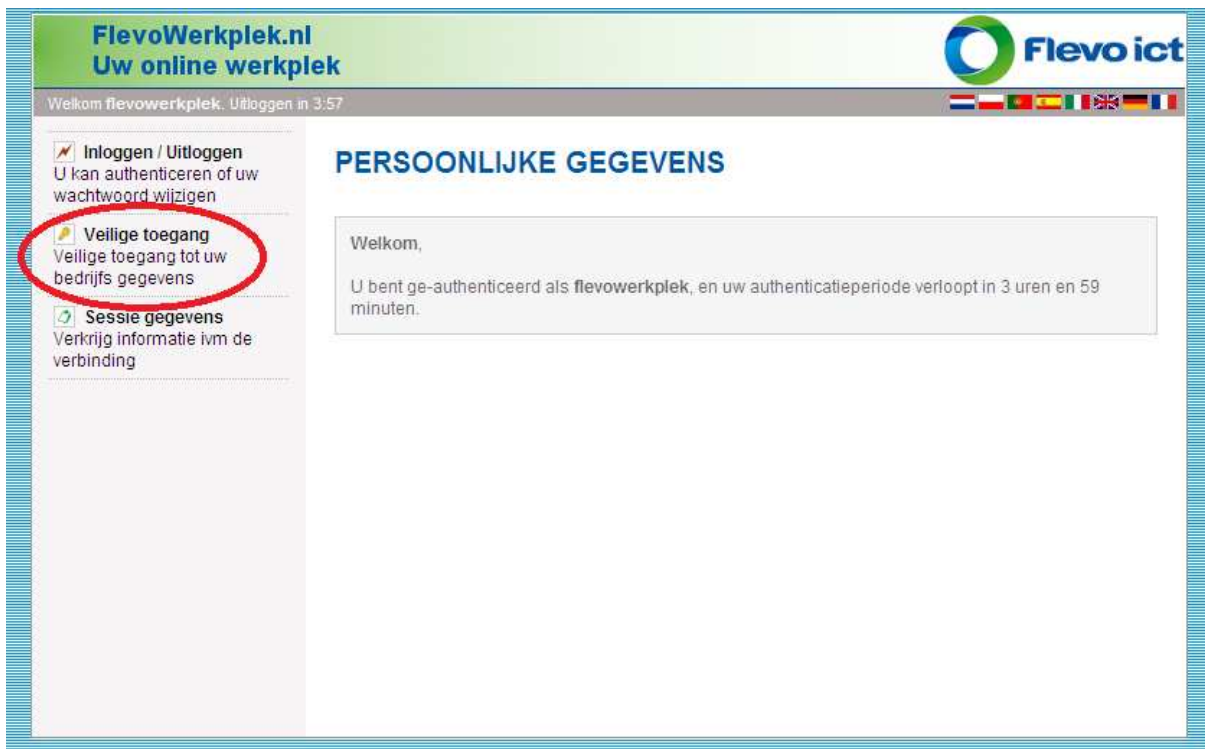 FlevoWerkplek.nl
Uw online werkplek
Flevo ict
Welkom flevowerkplek. Uitloggen in 3:57
Inloggen / Uitloggen
U kan authenticeren of uw
wachtwoord wijzigen
Veilige toegang
Veilige toegang tot uw
bedrijfs gegevens
Sessie gegevens
Verkrijg informatie ivm de
verbinding
PERSOONLIJKE GEGEVENS
Welkom,
U bent ge-authenticeerd als flevowerkplek, en uw authenticatieperiode verloopt in 3 uren en 59
minuten.